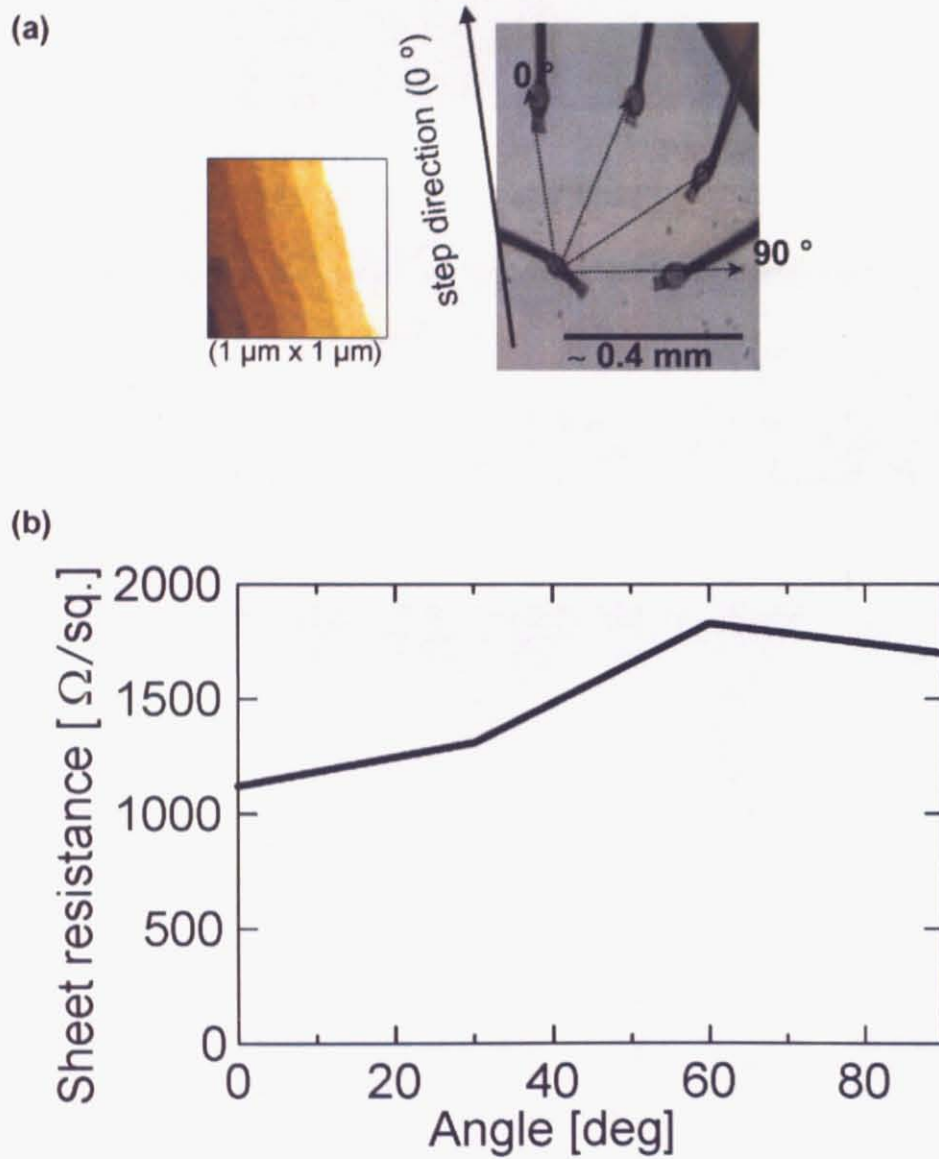 (a)
step direction (0 °)
0 °
90 °
~ 0.4 mm
(1 µm x 1 µm)
(b)
Sheet resistance [ Ω/sq.]
2000
1500
1000
500
0
0 20 40 60 80
Angle [deg]